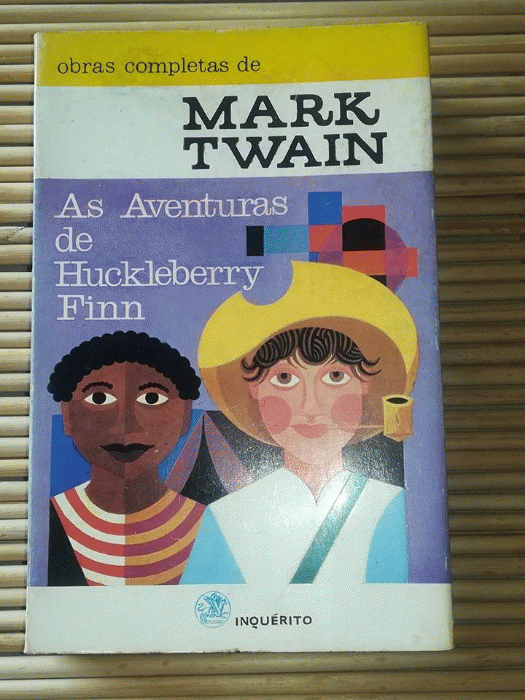 obras completas de
MARK
TWAIN
As Aventuras
de
Huckleberry
Finn
INQUÉRITO